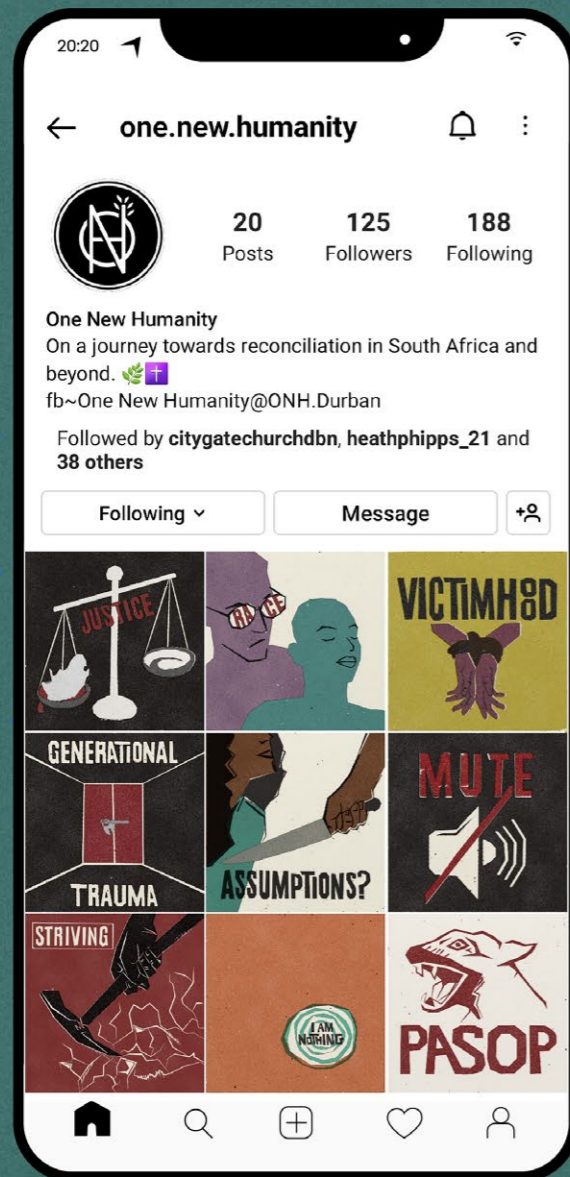 20:20
one.new.humanity
20 125 188
Posts Followers Following
One New Humanity
On a journey towards reconciliation in South Africa and
beyond. 🌿✝️
fb~One New Humanity@ONH.Durban
Followed by citygatechurchdbn, heathphipps_21 and
38 others
Following Message
JUSTICE
RACE
VICTIMHOOD
GENERATIONAL
TRAUMA
ASSUMPTIONS?
MUTE
STRIVING
I AM
NOTHING
PASOP